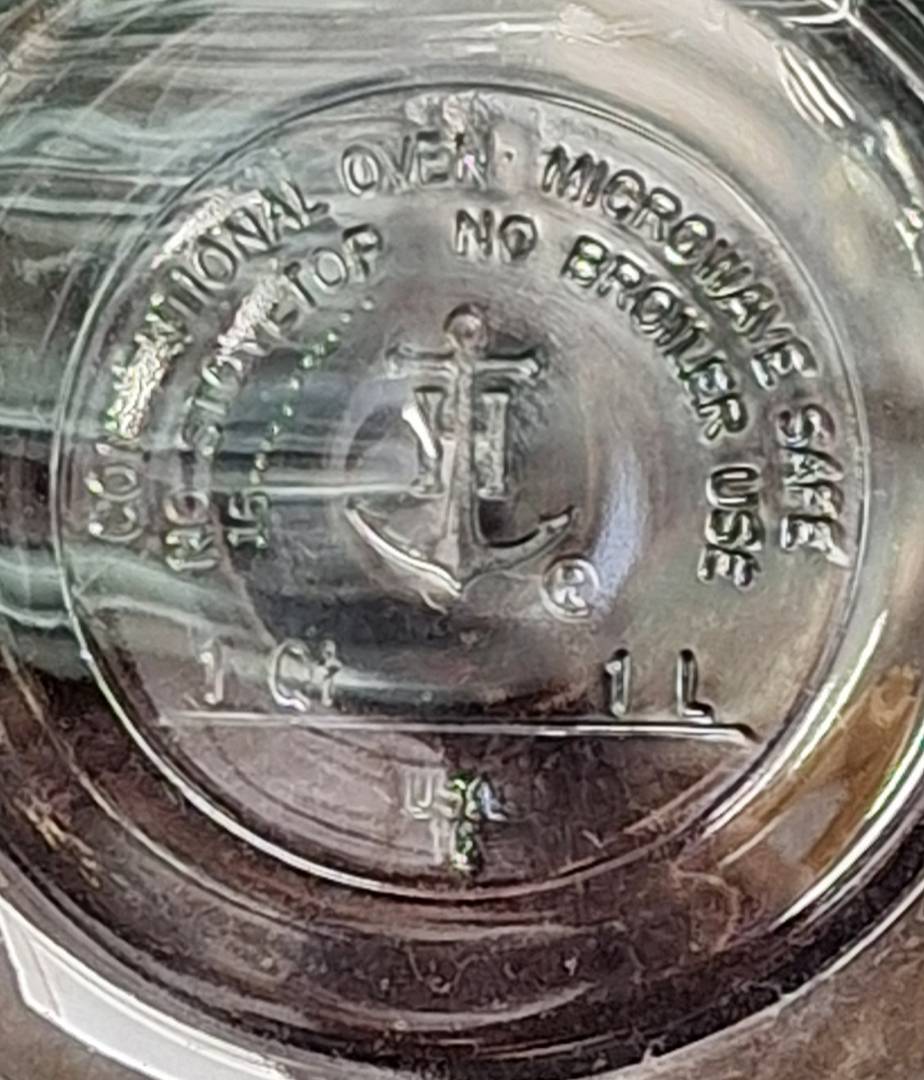 CONVENTIONAL OVEN · MICROWAVE SAFE
NO STOVETOP NO BROILER USE
15
H
®
1 Qt 1 L
USA